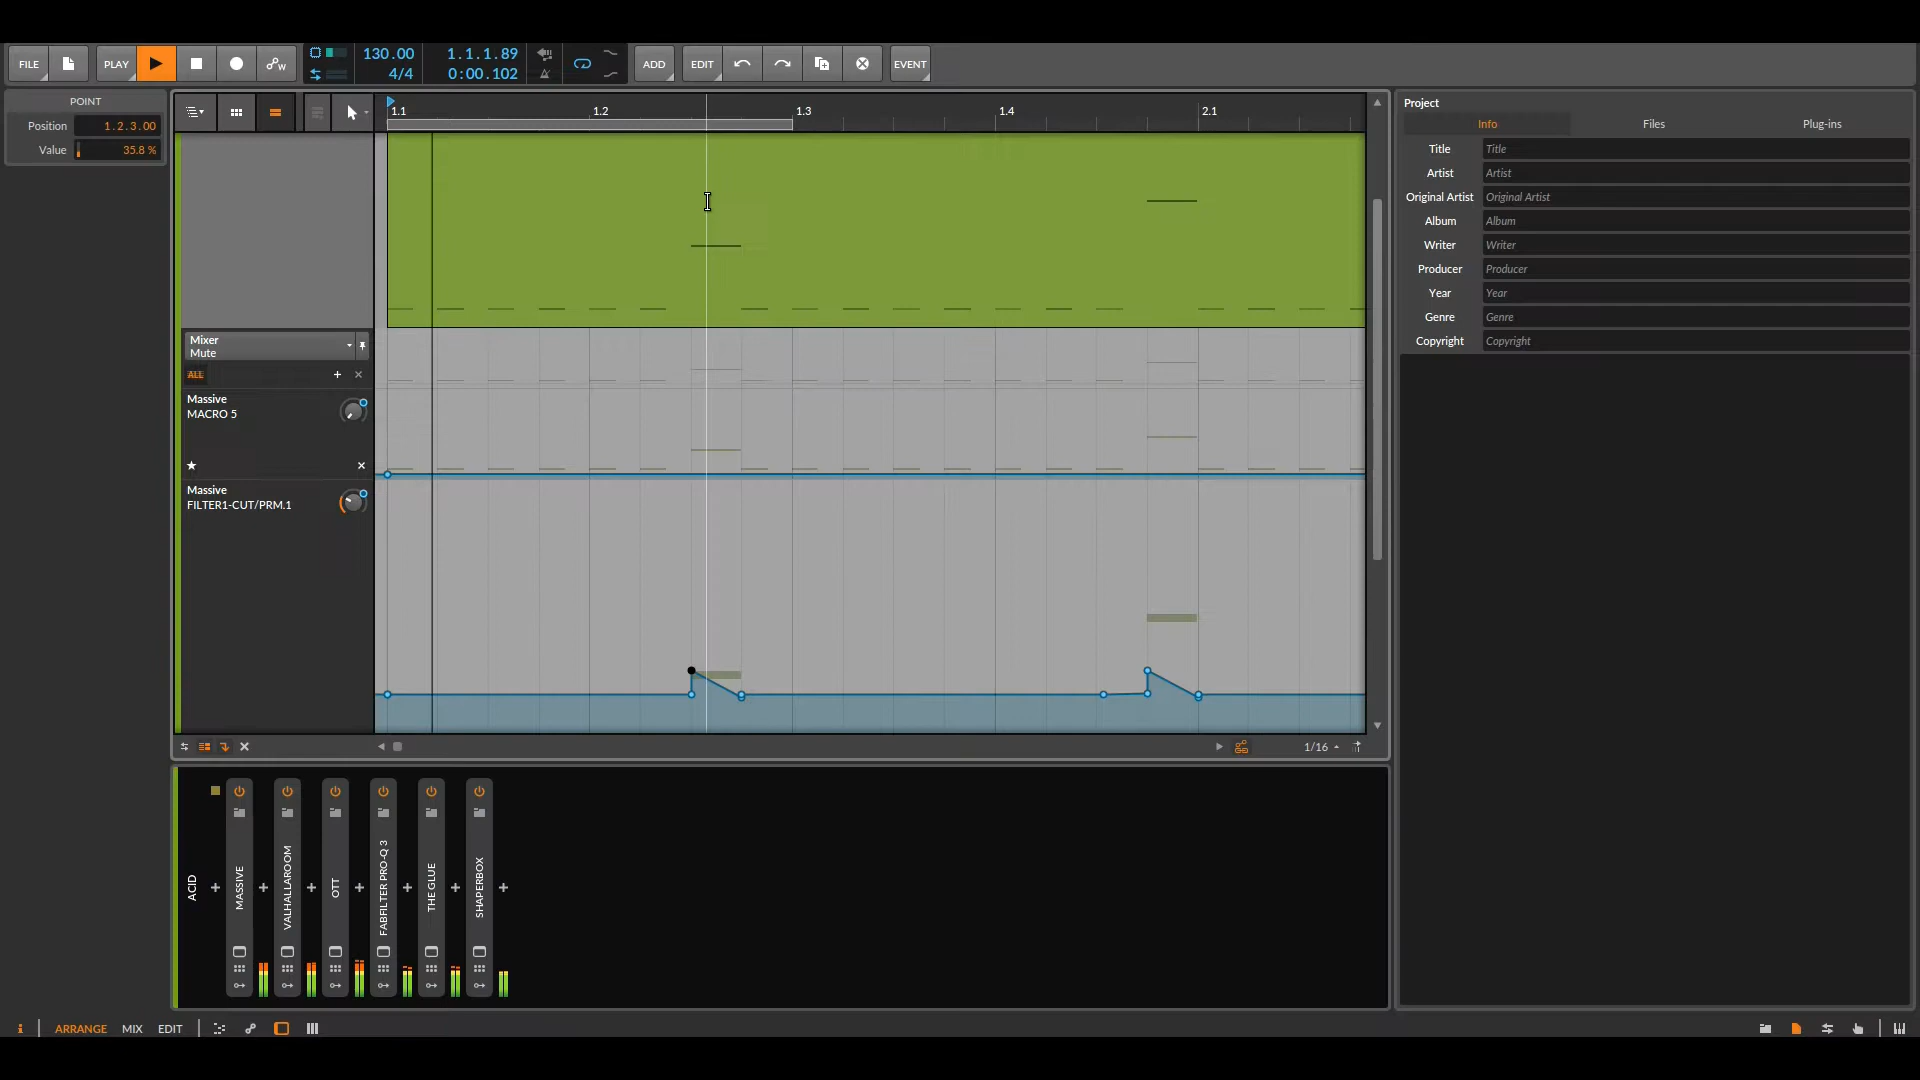 FILE
PLAY
130.00
4/4
1.1.1.89
0:00.102
ADD
EDIT
EVENT
POINT
Position 1.2.3.00
Value 35.8 %
1.1 1.2 1.3 1.4 2.1
Mixer
Mute
ALL
Massive
MACRO 5
Massive
FILTER1-CUT/PRM.1
1/16
Project
Info Files Plug-ins
Title Title
Artist Artist
Original Artist Original Artist
Album Album
Writer Writer
Producer Producer
Year Year
Genre Genre
Copyright Copyright
ACID
MASSIVE
VALHALLAROOM
OTT
FABFILTER PRO-Q 3
THE GLUE
SHAPERBOX
i ARRANGE MIX EDIT